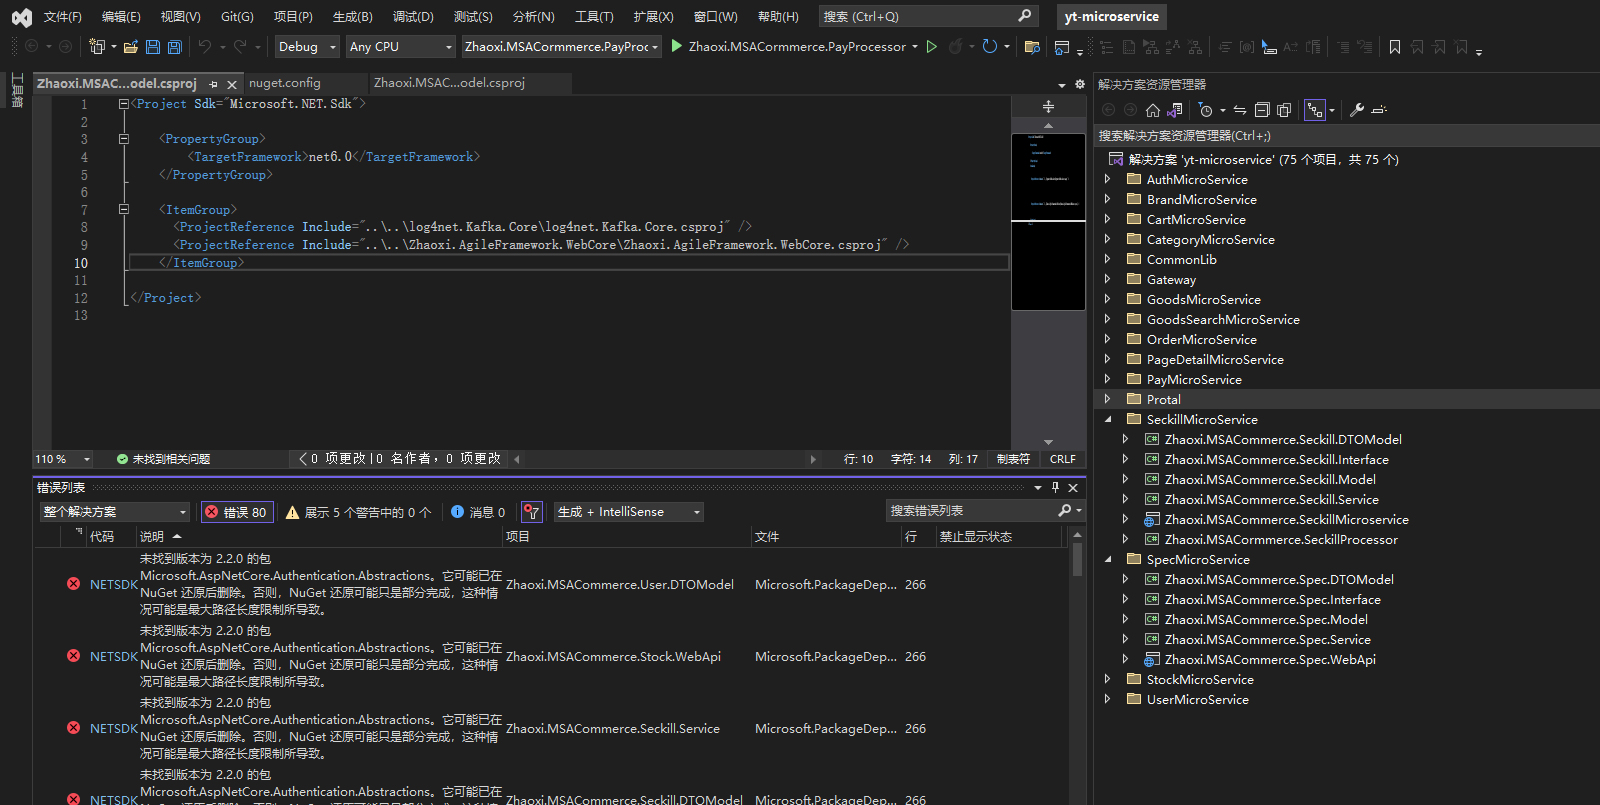 文件(F) 编辑(E) 视图(V) Git(G) 项目(P) 生成(B) 调试(D) 测试(S) 分析(N) 工具(T) 扩展(X) 窗口(W) 帮助(H) 搜索 (Ctrl+Q) yt-microservice
Debug Any CPU Zhaoxi.MSACormmerce.PayProc Zhaoxi.MSACormmerce.PayProcessor
工具箱
Zhaoxi.MSAC...odel.csproj nuget.config Zhaoxi.MSAC...odel.csproj
1 <Project Sdk="Microsoft.NET.Sdk">
2
3 <PropertyGroup>
4 <TargetFramework>net6.0</TargetFramework>
5 </PropertyGroup>
6
7 <ItemGroup>
8 <ProjectReference Include="..\..\log4net.Kafka.Core\log4net.Kafka.Core.csproj" />
9 <ProjectReference Include="..\..\Zhaoxi.AgileFramework.WebCore\Zhaoxi.AgileFramework.WebCore.csproj" />
10 </ItemGroup>
11
12 </Project>
13
110 % 未找到相关问题 0 项更改 | 0 名作者，0 项更改 行: 10 字符: 14 列: 17 制表符 CRLF
错误列表
整个解决方案 错误 80 展示 5 个警告中的 0 个 消息 0 生成 + IntelliSense 搜索错误列表
代码 说明 项目 文件 行 禁止显示状态
未找到版本为 2.2.0 的包
Microsoft.AspNetCore.Authentication.Abstractions。它可能已在
NETSDK Zhaoxi.MSACommerce.User.DTOModel Microsoft.PackageDep... 266
NuGet 还原后删除。否则，NuGet 还原可能只是部分完成，这种情
况可能是最大路径长度限制所导致。
未找到版本为 2.2.0 的包
Microsoft.AspNetCore.Authentication.Abstractions。它可能已在
NETSDK Zhaoxi.MSACommerce.Stock.WebApi Microsoft.PackageDep... 266
NuGet 还原后删除。否则，NuGet 还原可能只是部分完成，这种情
况可能是最大路径长度限制所导致。
未找到版本为 2.2.0 的包
Microsoft.AspNetCore.Authentication.Abstractions。它可能已在
NETSDK Zhaoxi.MSACommerce.Seckill.Service Microsoft.PackageDep... 266
NuGet 还原后删除。否则，NuGet 还原可能只是部分完成，这种情
况可能是最大路径长度限制所导致。
未找到版本为 2.2.0 的包
Microsoft.AspNetCore.Authentication.Abstractions。它可能已在
NETSDK Zhaoxi.MSACommerce.Seckill.DTOModel Microsoft.PackageDep... 266
解决方案资源管理器
搜索解决方案资源管理器(Ctrl+;)
解决方案 'yt-microservice' (75 个项目，共 75 个)
AuthMicroService
BrandMicroService
CartMicroService
CategoryMicroService
CommonLib
Gateway
GoodsMicroService
GoodsSearchMicroService
OrderMicroService
PageDetailMicroService
PayMicroService
Protal
SeckillMicroService
C# Zhaoxi.MSACommerce.Seckill.DTOModel
C# Zhaoxi.MSACommerce.Seckill.Interface
C# Zhaoxi.MSACommerce.Seckill.Model
C# Zhaoxi.MSACommerce.Seckill.Service
Zhaoxi.MSACommerce.SeckillMicroservice
C# Zhaoxi.MSACormmerce.SeckillProcessor
SpecMicroService
C# Zhaoxi.MSACommerce.Spec.DTOModel
C# Zhaoxi.MSACommerce.Spec.Interface
C# Zhaoxi.MSACommerce.Spec.Model
C# Zhaoxi.MSACommerce.Spec.Service
Zhaoxi.MSACommerce.Spec.WebApi
StockMicroService
UserMicroService